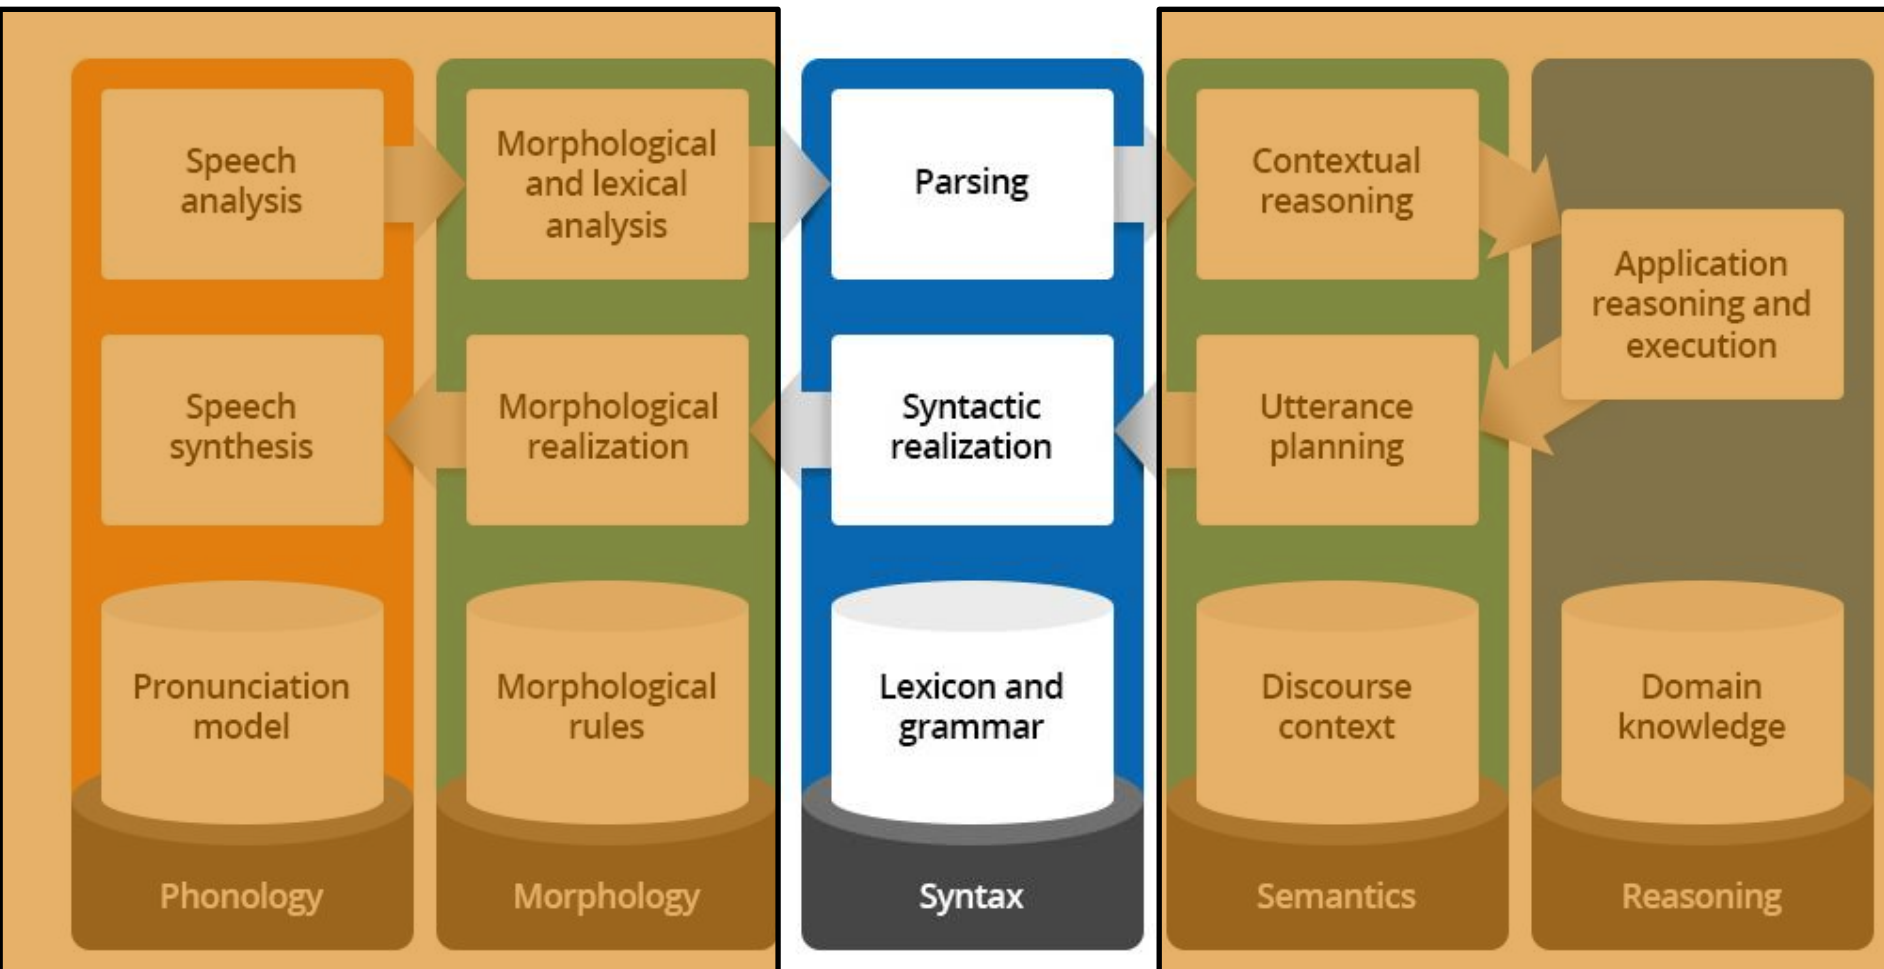 Speech
analysis
Morphological
and lexical
analysis
Parsing
Contextual
reasoning
Application
reasoning and
execution
Speech
synthesis
Morphological
realization
Syntactic
realization
Utterance
planning
Pronunciation
model
Morphological
rules
Lexicon and
grammar
Discourse
context
Domain
knowledge
Phonology
Morphology
Syntax
Semantics
Reasoning